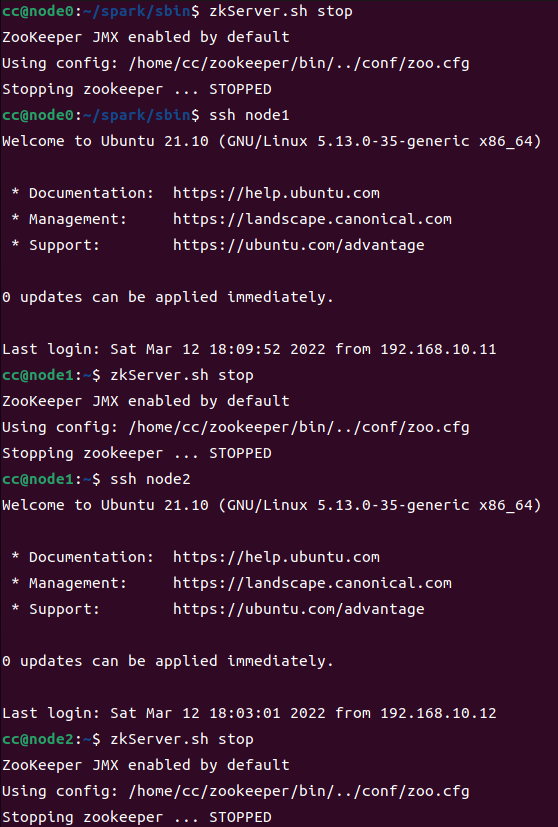 cc@node0:~/spark/sbin$ zkServer.sh stop
ZooKeeper JMX enabled by default
Using config: /home/cc/zookeeper/bin/../conf/zoo.cfg
Stopping zookeeper ... STOPPED
cc@node0:~/spark/sbin$ ssh node1
Welcome to Ubuntu 21.10 (GNU/Linux 5.13.0-35-generic x86_64)
* Documentation:  https://help.ubuntu.com
* Management:     https://landscape.canonical.com
* Support:        https://ubuntu.com/advantage
0 updates can be applied immediately.
Last login: Sat Mar 12 18:09:52 2022 from 192.168.10.11
cc@node1:~$ zkServer.sh stop
ZooKeeper JMX enabled by default
Using config: /home/cc/zookeeper/bin/../conf/zoo.cfg
Stopping zookeeper ... STOPPED
cc@node1:~$ ssh node2
Welcome to Ubuntu 21.10 (GNU/Linux 5.13.0-35-generic x86_64)
* Documentation:  https://help.ubuntu.com
* Management:     https://landscape.canonical.com
* Support:        https://ubuntu.com/advantage
0 updates can be applied immediately.
Last login: Sat Mar 12 18:03:01 2022 from 192.168.10.12
cc@node2:~$ zkServer.sh stop
ZooKeeper JMX enabled by default
Using config: /home/cc/zookeeper/bin/../conf/zoo.cfg
Stopping zookeeper ... STOPPED